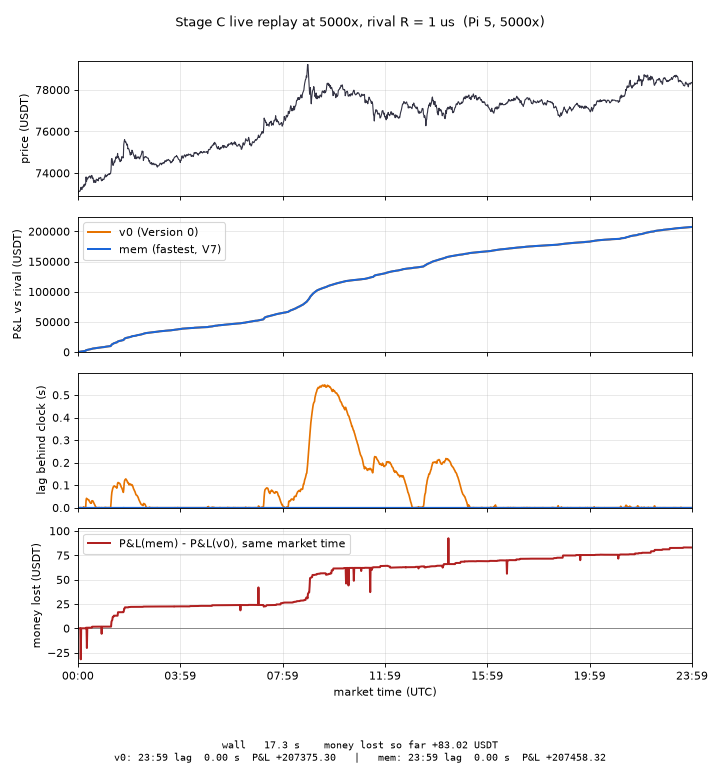 Stage C live replay at 5000x, rival R = 1 us  (Pi 5, 5000x)
price (USDT)
78000
76000
74000
P&L vs rival (USDT)
200000
150000
100000
50000
0
v0 (Version 0)
mem (fastest, V7)
lag behind clock (s)
0.5
0.4
0.3
0.2
0.1
0.0
money lost (USDT)
100
75
50
25
0
−25
P&L(mem) - P&L(v0), same market time
00:00 03:59 07:59 11:59 15:59 19:59 23:59
market time (UTC)
wall   17.3 s    money lost so far +83.02 USDT
v0: 23:59 lag  0.00 s  P&L +207375.30   |   mem: 23:59 lag  0.00 s  P&L +207458.32